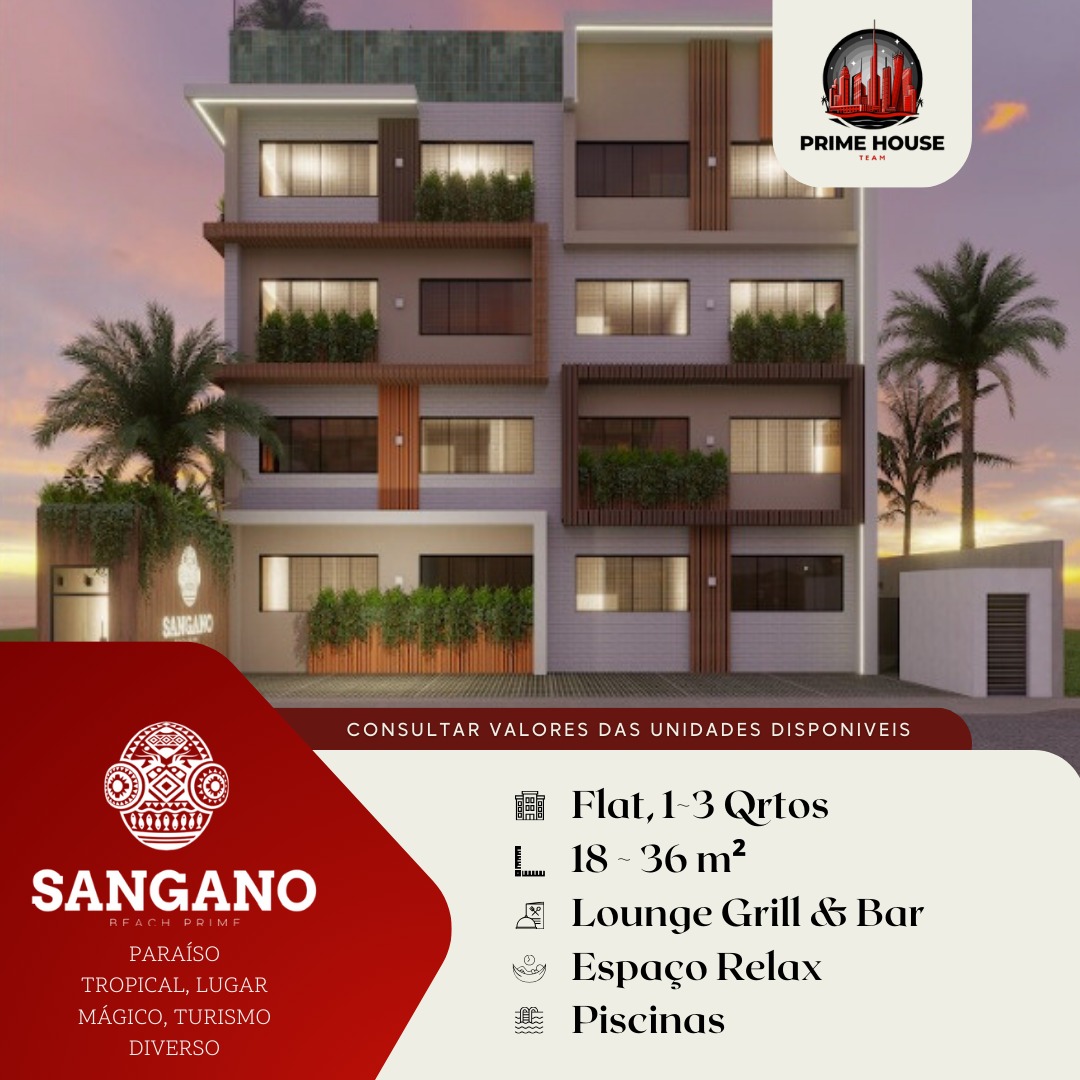 PRIME HOUSE
TEAM
SANGANO
CONSULTAR VALORES DAS UNIDADES DISPONIVEIS
SANGANO
BEACH PRIME
PARAÍSO
TROPICAL, LUGAR
MÁGICO, TURISMO
DIVERSO
Flat, 1~3 Qrtos
18 ~ 36 m²
Lounge Grill & Bar
Espaço Relax
Piscinas